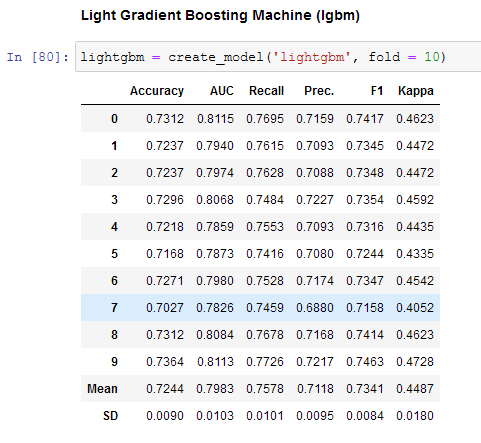 Light Gradient Boosting Machine (lgbm)
In [80]: lightgbm = create_model('lightgbm', fold = 10)
Accuracy AUC Recall Prec. F1 Kappa
0 0.7312 0.8115 0.7695 0.7159 0.7417 0.4623
1 0.7237 0.7940 0.7615 0.7093 0.7345 0.4472
2 0.7237 0.7974 0.7628 0.7088 0.7348 0.4472
3 0.7296 0.8068 0.7484 0.7227 0.7354 0.4592
4 0.7218 0.7859 0.7553 0.7093 0.7316 0.4435
5 0.7168 0.7873 0.7416 0.7080 0.7244 0.4335
6 0.7271 0.7980 0.7528 0.7174 0.7347 0.4542
7 0.7027 0.7826 0.7459 0.6880 0.7158 0.4052
8 0.7312 0.8084 0.7678 0.7168 0.7414 0.4623
9 0.7364 0.8113 0.7726 0.7217 0.7463 0.4728
Mean 0.7244 0.7983 0.7578 0.7118 0.7341 0.4487
SD 0.0090 0.0103 0.0101 0.0095 0.0084 0.0180